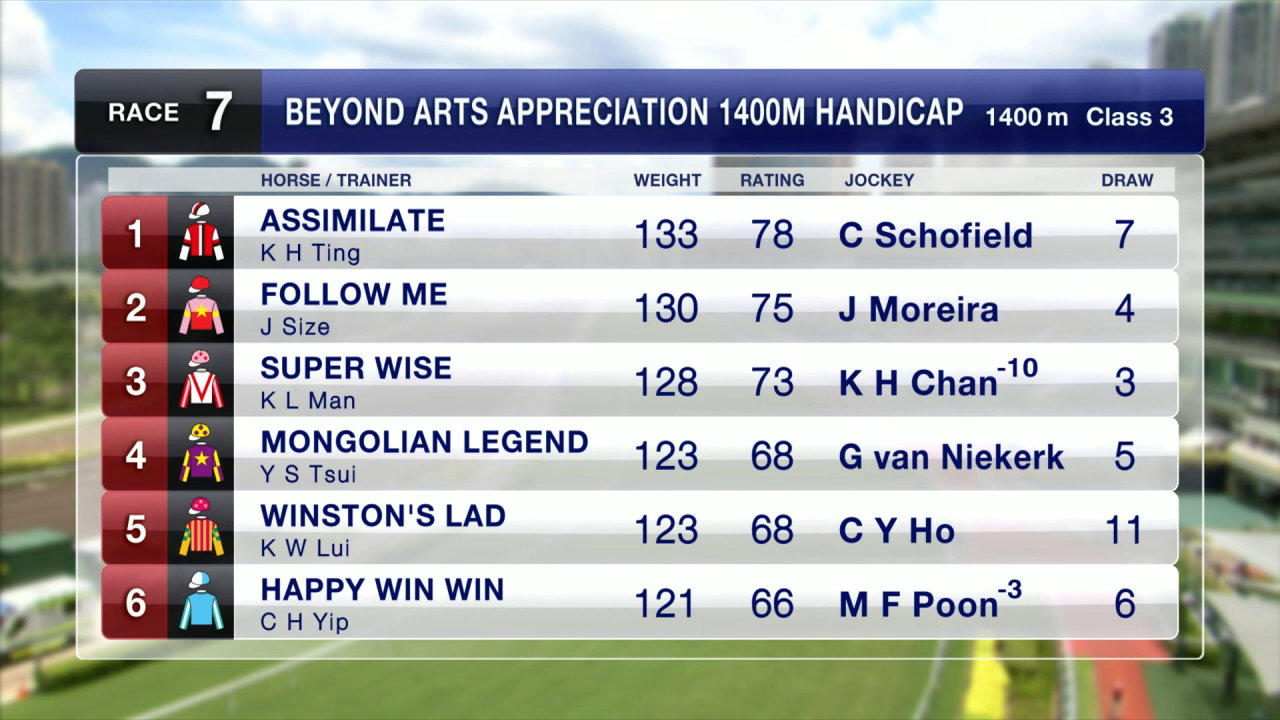 RACE 7 BEYOND ARTS APPRECIATION 1400M HANDICAP 1400 m Class 3
HORSE / TRAINER WEIGHT RATING JOCKEY DRAW
1 ASSIMILATE 133 78 C Schofield 7
K H Ting
2 FOLLOW ME 130 75 J Moreira 4
J Size
3 SUPER WISE 128 73 K H Chan-10 3
K L Man
4 MONGOLIAN LEGEND 123 68 G van Niekerk 5
Y S Tsui
5 WINSTON'S LAD 123 68 C Y Ho 11
K W Lui
6 HAPPY WIN WIN 121 66 M F Poon-3 6
C H Yip